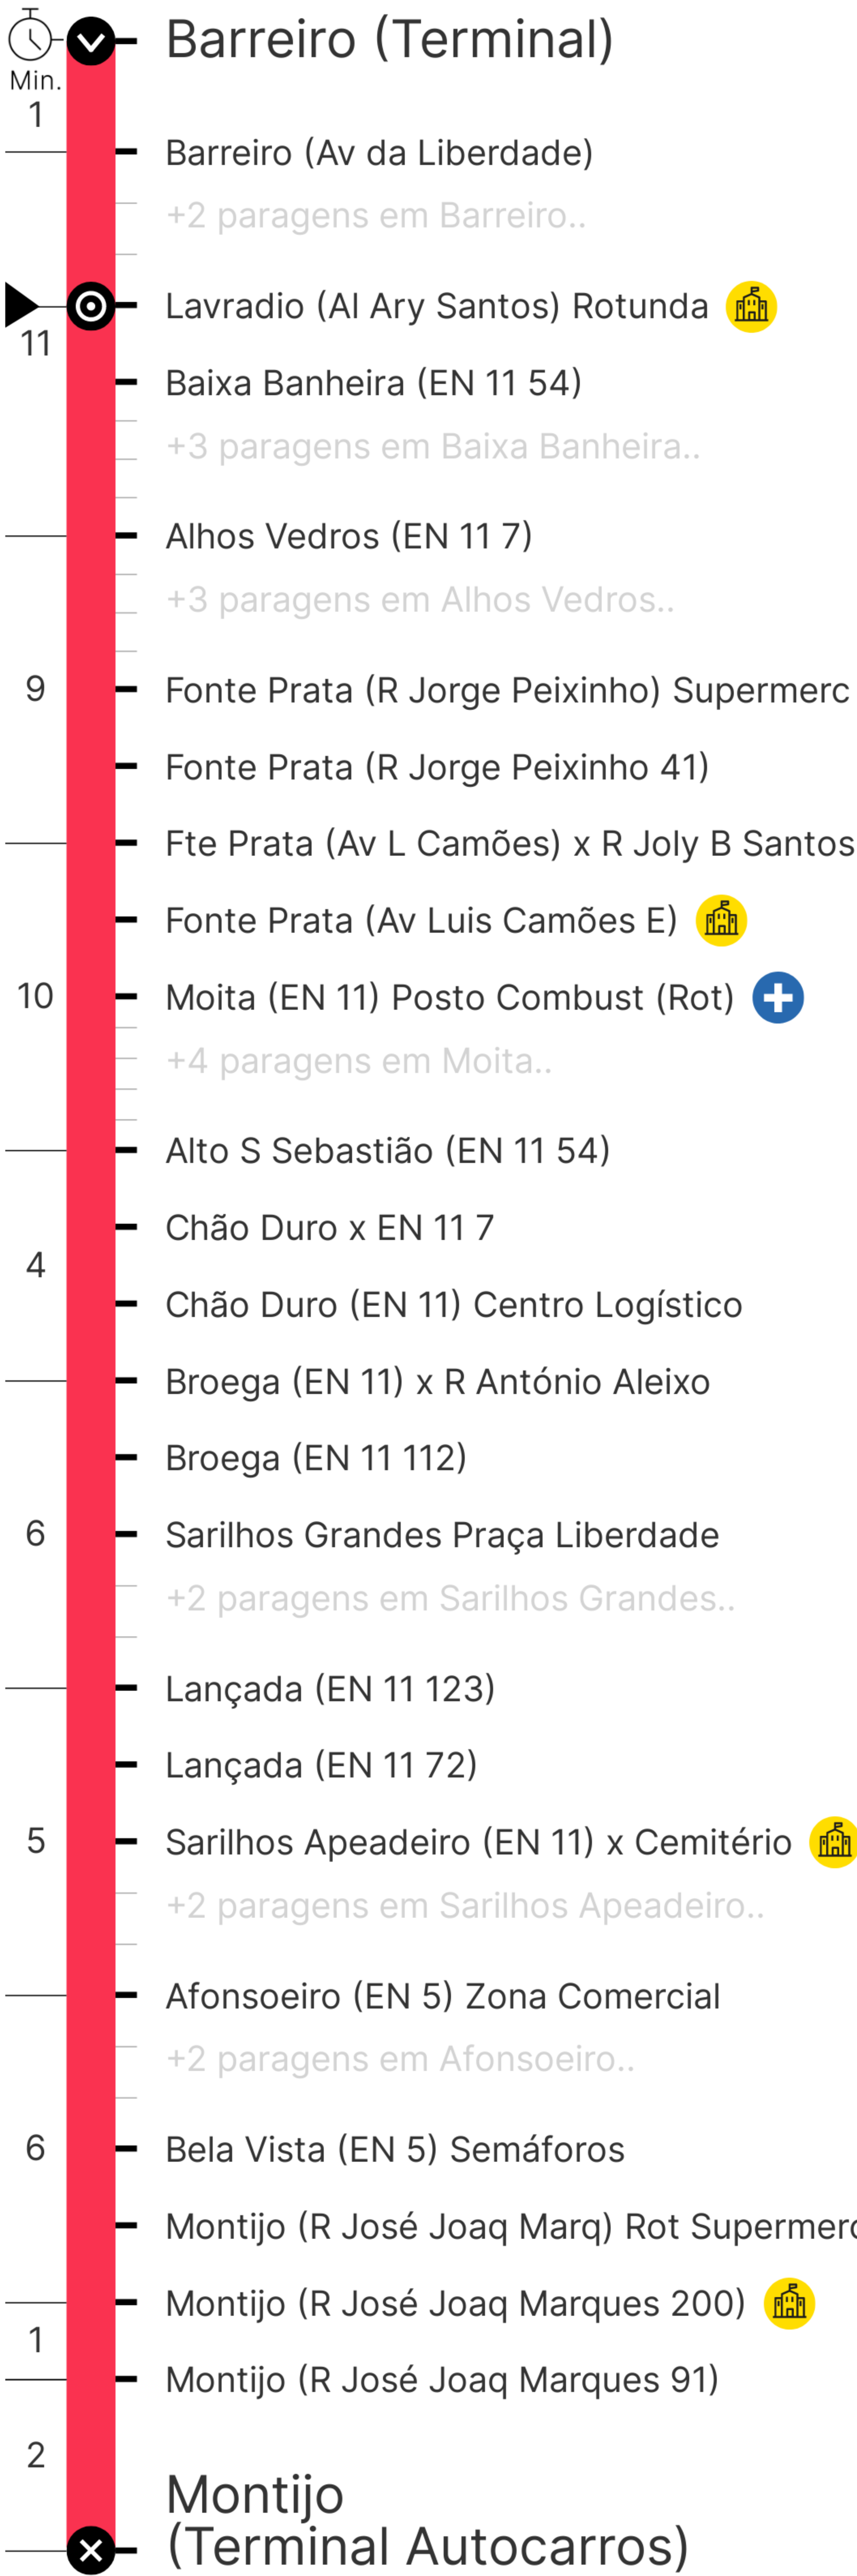 Barreiro (Terminal)
Min.
1
Barreiro (Av da Liberdade)
+2 paragens em Barreiro..
Lavradio (Al Ary Santos) Rotunda
11
Baixa Banheira (EN 11 54)
+3 paragens em Baixa Banheira..
Alhos Vedros (EN 11 7)
+3 paragens em Alhos Vedros..
9
Fonte Prata (R Jorge Peixinho) Supermerc
Fonte Prata (R Jorge Peixinho 41)
Fte Prata (Av L Camões) x R Joly B Santos
Fonte Prata (Av Luis Camões E)
10
Moita (EN 11) Posto Combust (Rot)
+4 paragens em Moita..
Alto S Sebastião (EN 11 54)
Chão Duro x EN 11 7
4
Chão Duro (EN 11) Centro Logístico
Broega (EN 11) x R António Aleixo
Broega (EN 11 112)
6
Sarilhos Grandes Praça Liberdade
+2 paragens em Sarilhos Grandes..
Lançada (EN 11 123)
Lançada (EN 11 72)
5
Sarilhos Apeadeiro (EN 11) x Cemitério
+2 paragens em Sarilhos Apeadeiro..
Afonsoeiro (EN 5) Zona Comercial
+2 paragens em Afonsoeiro..
6
Bela Vista (EN 5) Semáforos
Montijo (R José Joaq Marq) Rot Supermerc
Montijo (R José Joaq Marques 200)
1
Montijo (R José Joaq Marques 91)
2
Montijo
(Terminal Autocarros)